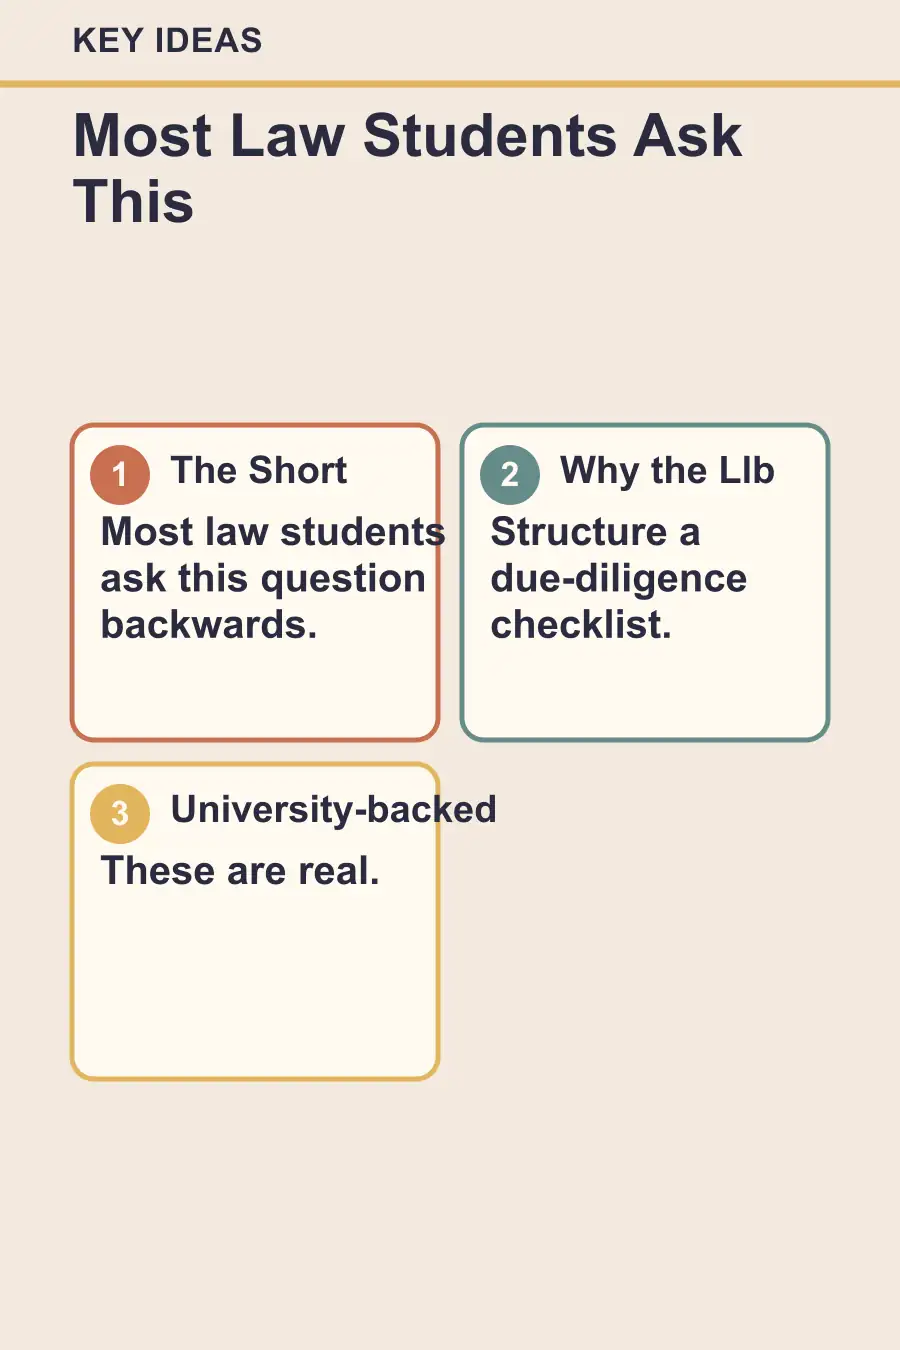 KEY IDEAS
Most Law Students Ask
This
1 The Short
Most law students
ask this question
backwards.
2 Why the LIb
Structure a
due-diligence
checklist.
3 University-backed
These are real.